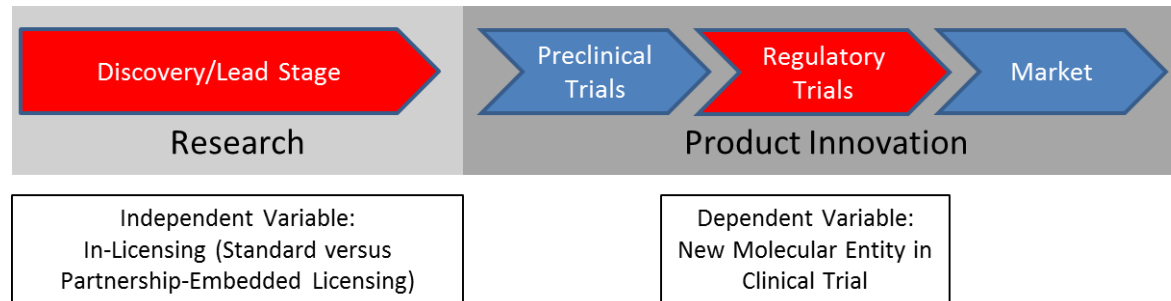 Discovery/Lead Stage
Preclinical
Trials
Regulatory
Trials
Market
Research
Product Innovation
Independent Variable:
In-Licensing (Standard versus
Partnership-Embedded Licensing)
Dependent Variable:
New Molecular Entity in
Clinical Trial